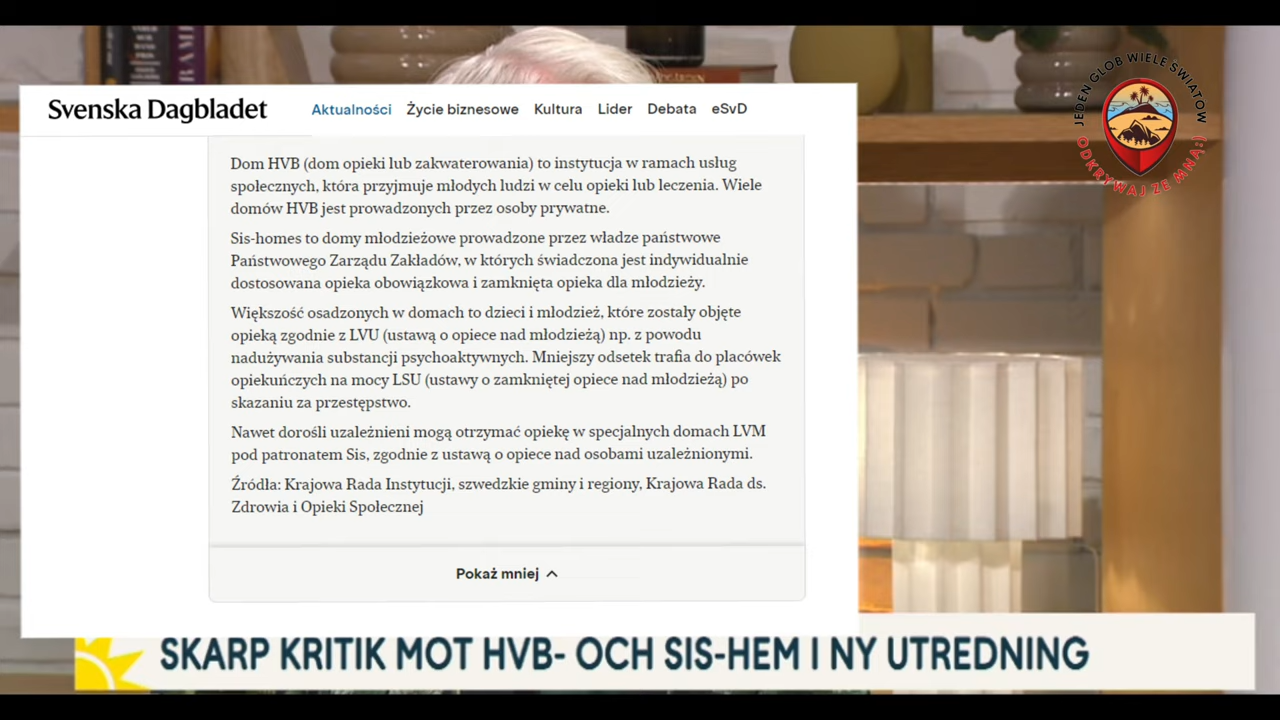 Svenska Dagbladet
Aktualności Życie biznesowe Kultura Lider Debata eSvD
Dom HVB (dom opieki lub zakwaterowania) to instytucja w ramach usług
społecznych, która przyjmuje młodych ludzi w celu opieki lub leczenia. Wiele
domów HVB jest prowadzonych przez osoby prywatne.
Sis-homes to domy młodzieżowe prowadzone przez władze państwowe
Państwowego Zarządu Zakładów, w których świadczona jest indywidualnie
dostosowana opieka obowiązkowa i zamknięta opieka dla młodzieży.
Większość osadzonych w domach to dzieci i młodzież, które zostały objęte
opieką zgodnie z LVU (ustawą o opiece nad młodzieżą) np. z powodu
nadużywania substancji psychoaktywnych. Mniejszy odsetek trafia do placówek
opiekuńczych na mocy LSU (ustawy o zamkniętej opiece nad młodzieżą) po
skazaniu za przestępstwo.
Nawet dorośli uzależnieni mogą otrzymać opiekę w specjalnych domach LVM
pod patronatem Sis, zgodnie z ustawą o opiece nad osobami uzależnionymi.
Źródła: Krajowa Rada Instytucji, szwedzkie gminy i regiony, Krajowa Rada ds.
Zdrowia i Opieki Społecznej
Pokaż mniej
JEDEN GLOB WIELE ŚWIATÓW
ODKRYWAJ ZE MNĄ:)
SKARP KRITIK MOT HVB- OCH SIS-HEM I NY UTREDNING